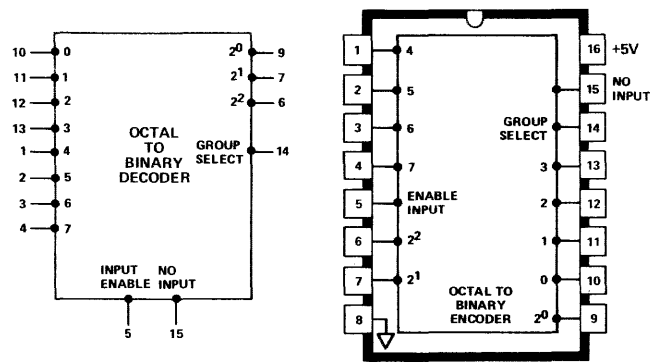 10 0 2⁰ 9
11 1 2¹ 7
12 2 2² 6
13 3
1 4
2 5
3 6
4 7
OCTAL
TO
BINARY
DECODER
GROUP
SELECT 14
INPUT
ENABLE
NO
INPUT
5 15
1 4 16 +5V
2 5 15 NO
INPUT
3 6 GROUP
SELECT 14
4 7 3 13
5 ENABLE
INPUT 2 12
6 2² 1 11
7 2¹ 0 10
OCTAL TO
BINARY
ENCODER
8 2⁰ 9